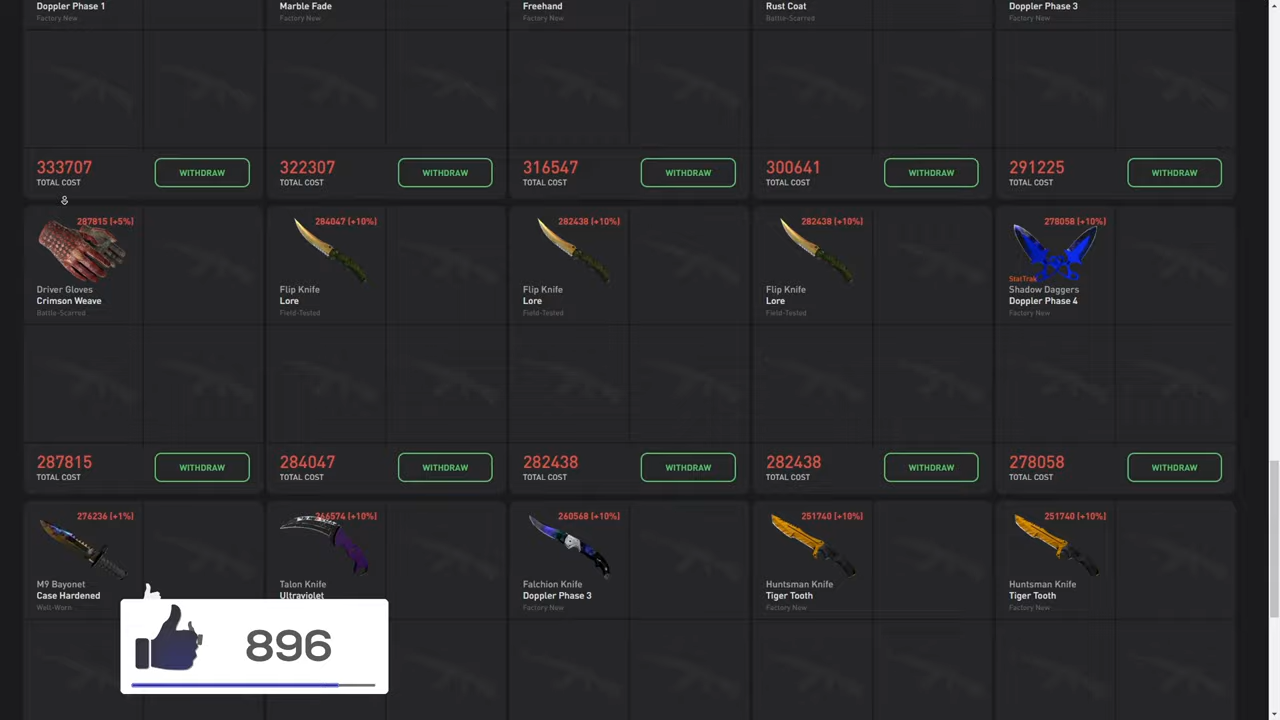 Doppler Phase 1
Factory New
Marble Fade
Factory New
Freehand
Factory New
Rust Coat
Battle-Scarred
Doppler Phase 3
Factory New
333707
TOTAL COST
WITHDRAW
322307
TOTAL COST
WITHDRAW
316547
TOTAL COST
WITHDRAW
300641
TOTAL COST
WITHDRAW
291225
TOTAL COST
WITHDRAW
287815 (+5%)
Driver Gloves
Crimson Weave
Battle-Scarred
284047 (+10%)
Flip Knife
Lore
Field-Tested
282438 (+10%)
Flip Knife
Lore
Field-Tested
282438 (+10%)
Flip Knife
Lore
Field-Tested
278058 (+10%)
StatTrak
Shadow Daggers
Doppler Phase 4
Factory New
287815
TOTAL COST
WITHDRAW
284047
TOTAL COST
WITHDRAW
282438
TOTAL COST
WITHDRAW
282438
TOTAL COST
WITHDRAW
278058
TOTAL COST
WITHDRAW
276236 (+1%)
M9 Bayonet
Case Hardened
Well-Worn
266574 (+10%)
Talon Knife
Ultraviolet
260568 (+10%)
Falchion Knife
Doppler Phase 3
Factory New
251740 (+10%)
Huntsman Knife
Tiger Tooth
Factory New
251740 (+10%)
Huntsman Knife
Tiger Tooth
Factory New
896